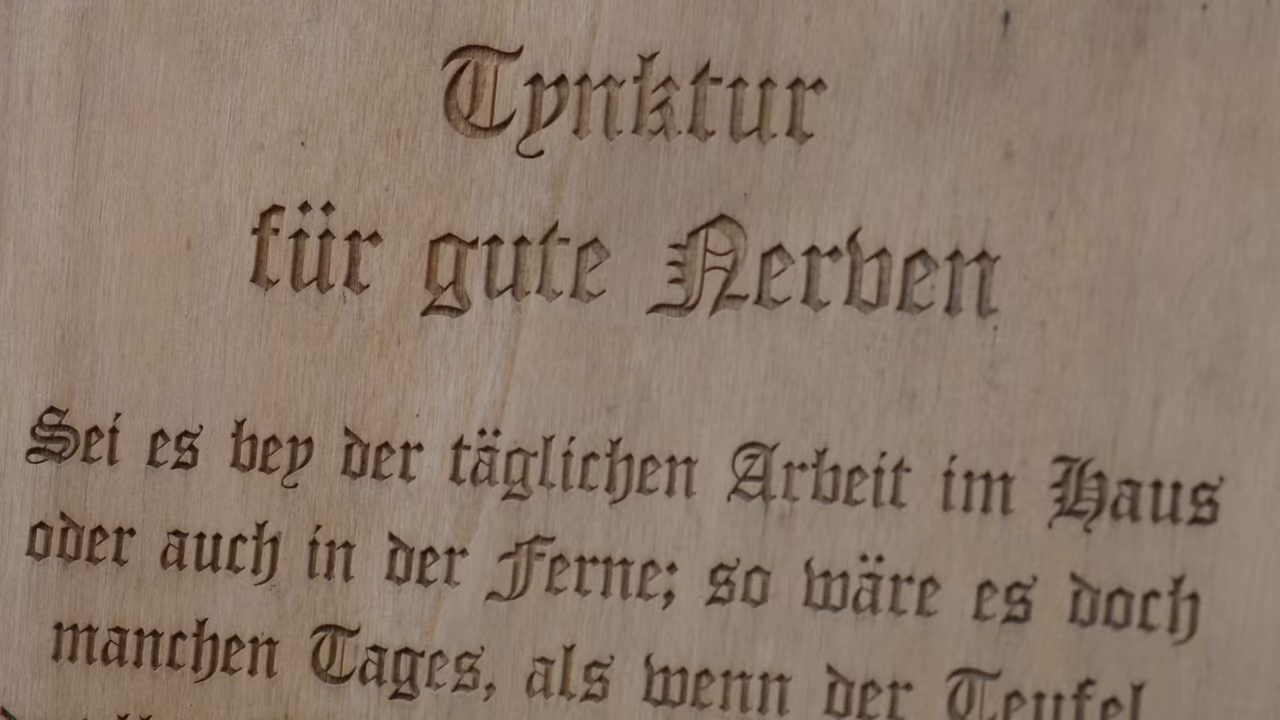 Tynktur
für gute Nerven
Sei es bey der täglichen Arbeit im Haus
oder auch in der Ferne; so wäre es doch
manchen Tages, als wenn der Teufel